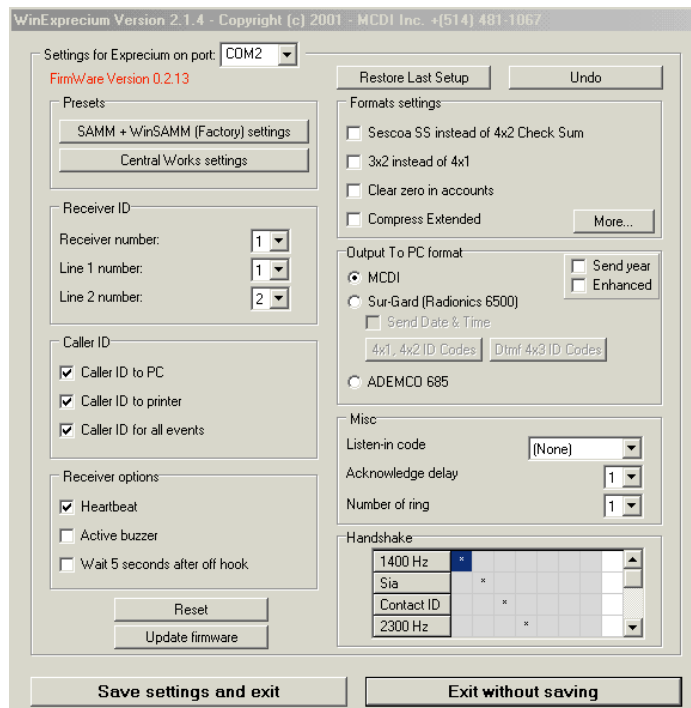 WinExprecium Version 2.1.4 - Copyright (c) 2001 - MCDI Inc. +(514) 481-1067
Settings for Exprecium on port: COM2
FirmWare Version 0.2.13
Restore Last Setup
Undo
Presets
SAMM + WinSAMM (Factory) settings
Central Works settings
Receiver ID
Receiver number: 1
Line 1 number: 1
Line 2 number: 2
Caller ID
Caller ID to PC
Caller ID to printer
Caller ID for all events
Receiver options
Heartbeat
Active buzzer
Wait 5 seconds after off hook
Reset
Update firmware
Formats settings
Sescoa SS instead of 4x2 Check Sum
3x2 instead of 4x1
Clear zero in accounts
Compress Extended
More...
Output To PC format
MCDI
Send year
Enhanced
Sur-Gard (Radionics 6500)
Send Date & Time
4x1, 4x2 ID Codes
Dtmf 4x3 ID Codes
ADEMCO 685
Misc
Listen-in code (None)
Acknowledge delay 1
Number of ring 1
Handshake
1400 Hz *
Sia *
Contact ID *
2300 Hz *
Save settings and exit
Exit without saving